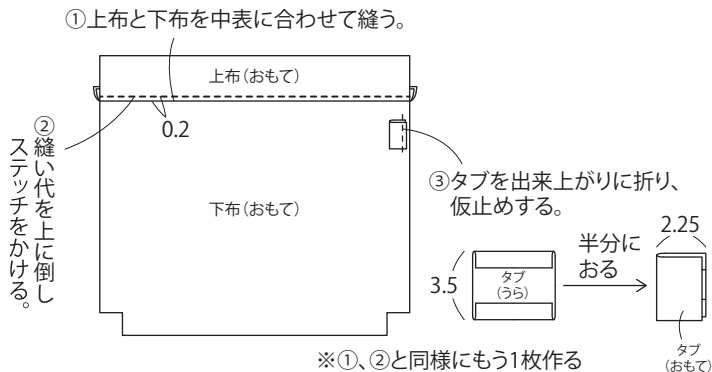 ①上布と下布を中表に合わせて縫う。
上布(おもて)
0.2
②縫い代を上に倒し
ステッチをかける。
③タブを出来上がりに折り、
仮止めする。
下布(おもて)
3.5
タブ
(うら)
半分に
おる
2.25
タブ
(おもて)
※①、②と同様にもう1枚作る